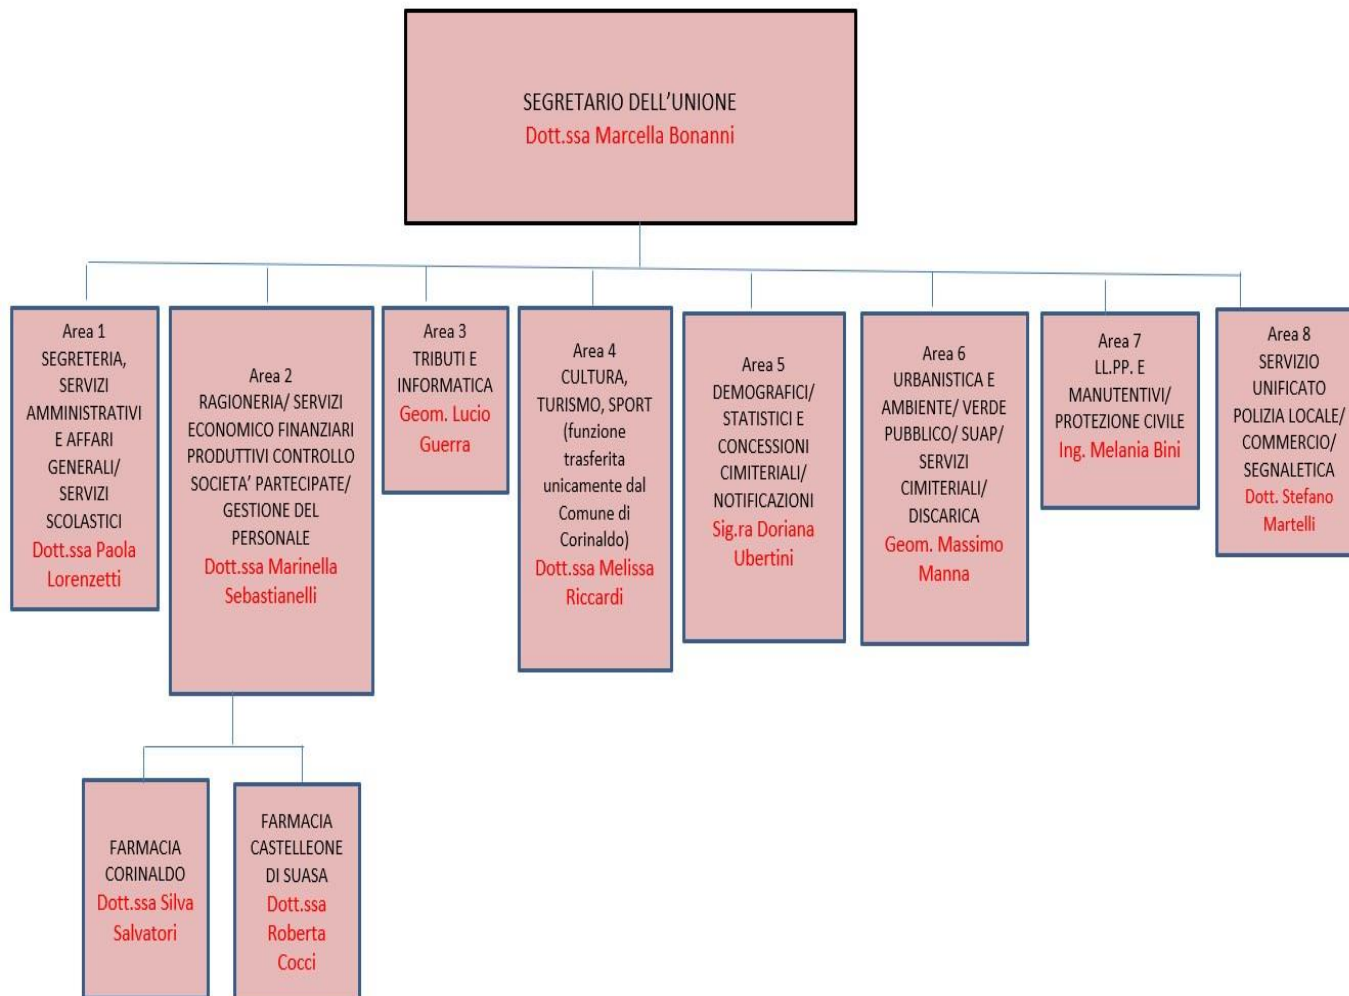 SEGRETARIO DELL’UNIONE
Dott.ssa Marcella Bonanni
Area 1
SEGRETERIA,
SERVIZI
AMMINISTRATIVI
E AFFARI
GENERALI/
SERVIZI
SCOLASTICI
Dott.ssa Paola
Lorenzetti
Area 2
RAGIONERIA/ SERVIZI
ECONOMICO FINANZIARI
PRODUTTIVI CONTROLLO
SOCIETA’ PARTECIPATE/
GESTIONE DEL
PERSONALE
Dott.ssa Marinella
Sebastianelli
Area 3
TRIBUTI E
INFORMATICA
Geom. Lucio
Guerra
Area 4
CULTURA,
TURISMO, SPORT
(funzione
trasferita
unicamente dal
Comune di
Corinaldo)
Dott.ssa Melissa
Riccardi
Area 5
DEMOGRAFICI/
STATISTICI E
CONCESSIONI
CIMITERIALI/
NOTIFICAZIONI
Sig.ra Doriana
Ubertini
Area 6
URBANISTICA E
AMBIENTE/ VERDE
PUBBLICO/ SUAP/
SERVIZI
CIMITERIALI/
DISCARICA
Geom. Massimo
Manna
Area 7
LL.PP. E
MANUTENTIVI/
PROTEZIONE CIVILE
Ing. Melania Bini
Area 8
SERVIZIO
UNIFICATO
POLIZIA LOCALE/
COMMERCIO/
SEGNALETICA
Dott. Stefano
Martelli
FARMACIA
CORINALDO
Dott.ssa Silva
Salvatori
FARMACIA
CASTELLEONE
DI SUASA
Dott.ssa
Roberta
Cocci